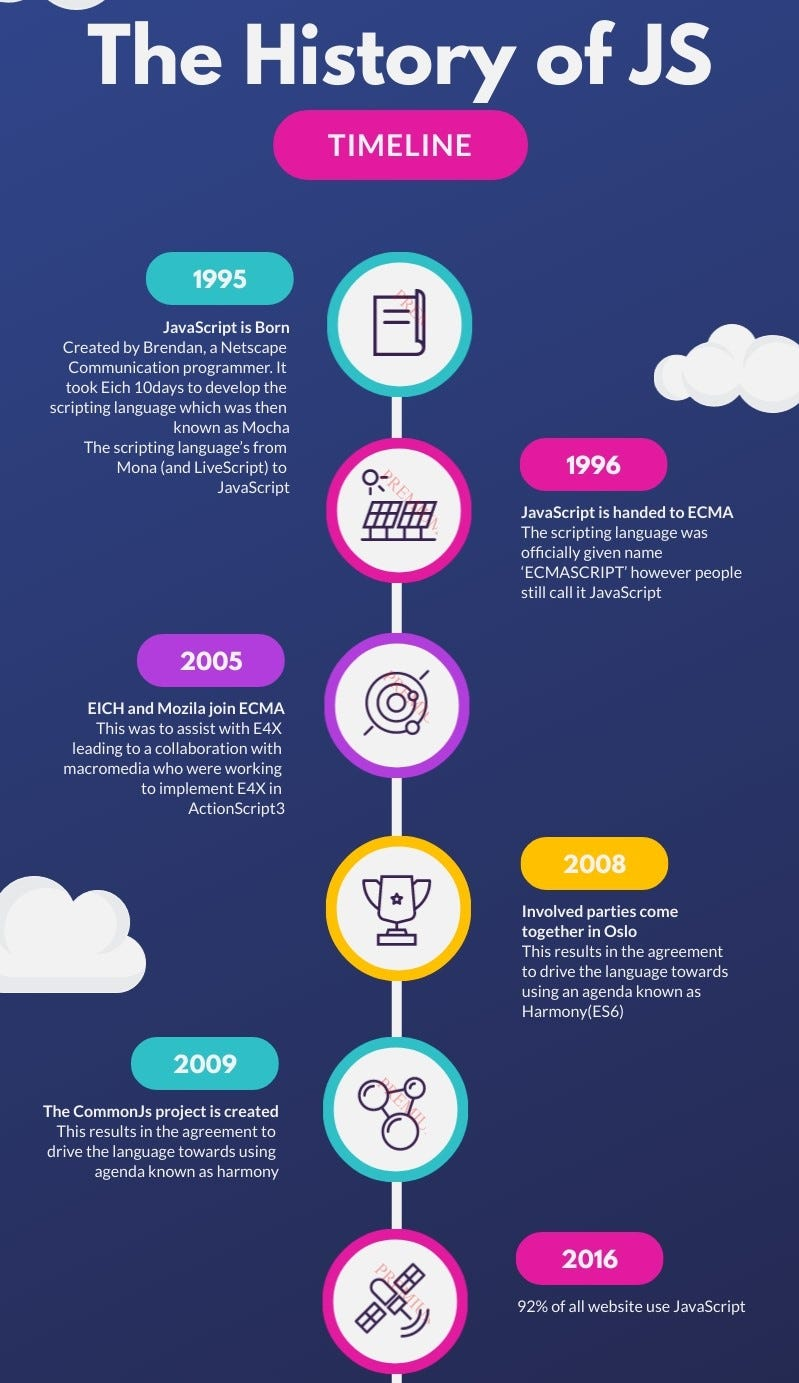 The History of JS
TIMELINE
1995
JavaScript is Born
Created by Brendan, a Netscape
Communication programmer. It
took Eich 10days to develop the
scripting language which was then
known as Mocha
The scripting language's from
Mona (and LiveScript) to
JavaScript
1996
JavaScript is handed to ECMA
The scripting language was
officially given name
'ECMASCRIPT' however people
still call it JavaScript
2005
EICH and Mozila join ECMA
This was to assist with E4X
leading to a collaboration with
macromedia who were working
to implement E4X in
ActionScript3
2008
Involved parties come
together in Oslo
This results in the agreement
to drive the language towards
using an agenda known as
Harmony(ES6)
2009
The CommonJs project is created
This results in the agreement to
drive the language towards using
agenda known as harmony
2016
92% of all website use JavaScript